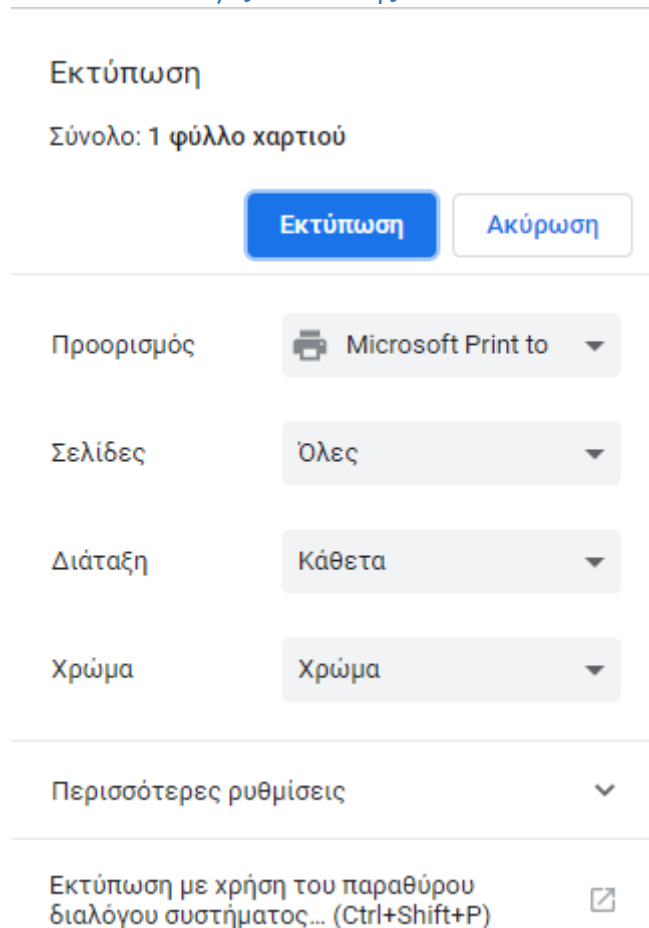 Εκτύπωση
Σύνολο: 1 φύλλο χαρτιού
Εκτύπωση Ακύρωση
Προορισμός Microsoft Print to
Σελίδες Όλες
Διάταξη Κάθετα
Χρώμα Χρώμα
Περισσότερες ρυθμίσεις
Εκτύπωση με χρήση του παραθύρου
διαλόγου συστήματος... (Ctrl+Shift+P)